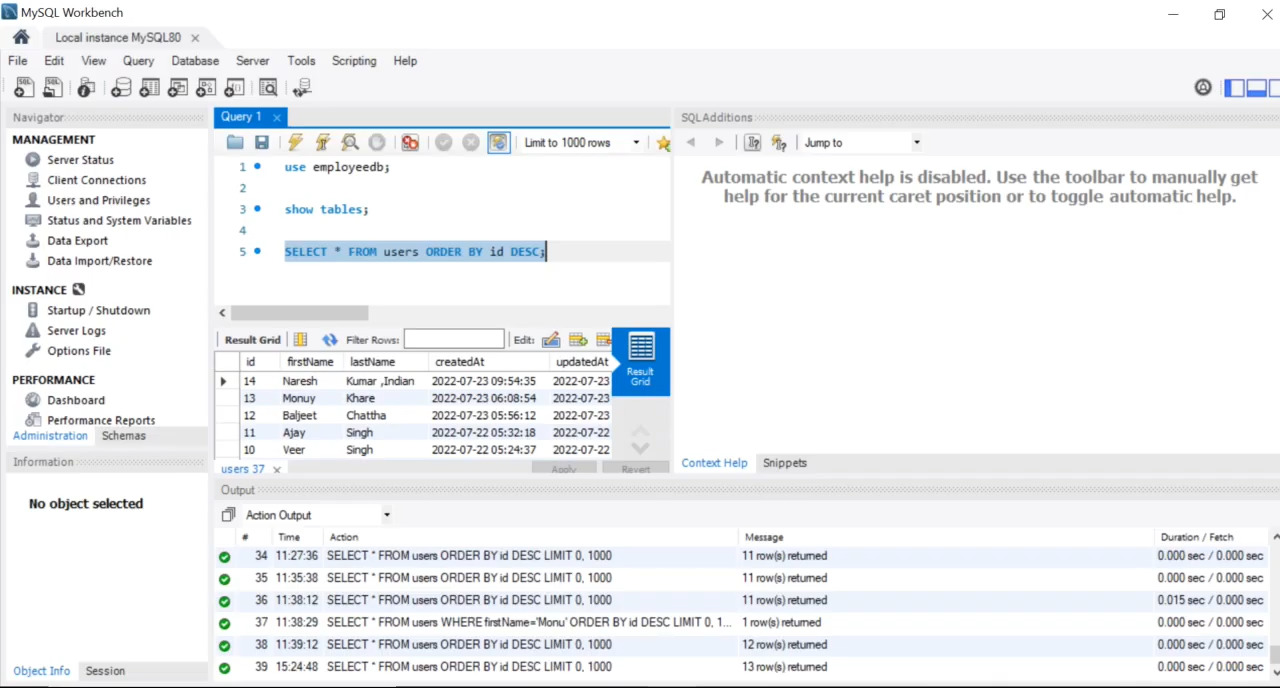 MySQL Workbench
Local instance MySQL80 ×
File Edit View Query Database Server Tools Scripting Help
Navigator
MANAGEMENT
Server Status
Client Connections
Users and Privileges
Status and System Variables
Data Export
Data Import/Restore
INSTANCE
Startup / Shutdown
Server Logs
Options File
PERFORMANCE
Dashboard
Performance Reports
Administration Schemas
Information
No object selected
Object Info Session
Query 1 ×
Limit to 1000 rows
1 use employeedb;
2
3 show tables;
4
5 SELECT * FROM users ORDER BY id DESC;
Result Grid Filter Rows: Edit:
id firstName lastName createdAt updatedAt
14 Naresh Kumar ,Indian 2022-07-23 09:54:35 2022-07-23
13 Monuy Khare 2022-07-23 06:08:54 2022-07-23
12 Baljeet Chattha 2022-07-23 05:56:12 2022-07-23
11 Ajay Singh 2022-07-22 05:32:18 2022-07-22
10 Veer Singh 2022-07-22 05:24:37 2022-07-22
Result
Grid
users 37 × Apply Revert
SQLAdditions
Jump to
Automatic context help is disabled. Use the toolbar to manually get
help for the current caret position or to toggle automatic help.
Context Help Snippets
Output
Action Output
# Time Action Message Duration / Fetch
34 11:27:36 SELECT * FROM users ORDER BY id DESC LIMIT 0, 1000 11 row(s) returned 0.000 sec / 0.000 sec
35 11:35:38 SELECT * FROM users ORDER BY id DESC LIMIT 0, 1000 11 row(s) returned 0.000 sec / 0.000 sec
36 11:38:12 SELECT * FROM users ORDER BY id DESC LIMIT 0, 1000 11 row(s) returned 0.015 sec / 0.000 sec
37 11:38:29 SELECT * FROM users WHERE firstName='Monu' ORDER BY id DESC LIMIT 0, 1... 1 row(s) returned 0.000 sec / 0.000 sec
38 11:39:12 SELECT * FROM users ORDER BY id DESC LIMIT 0, 1000 12 row(s) returned 0.000 sec / 0.000 sec
39 15:24:48 SELECT * FROM users ORDER BY id DESC LIMIT 0, 1000 13 row(s) returned 0.000 sec / 0.000 sec